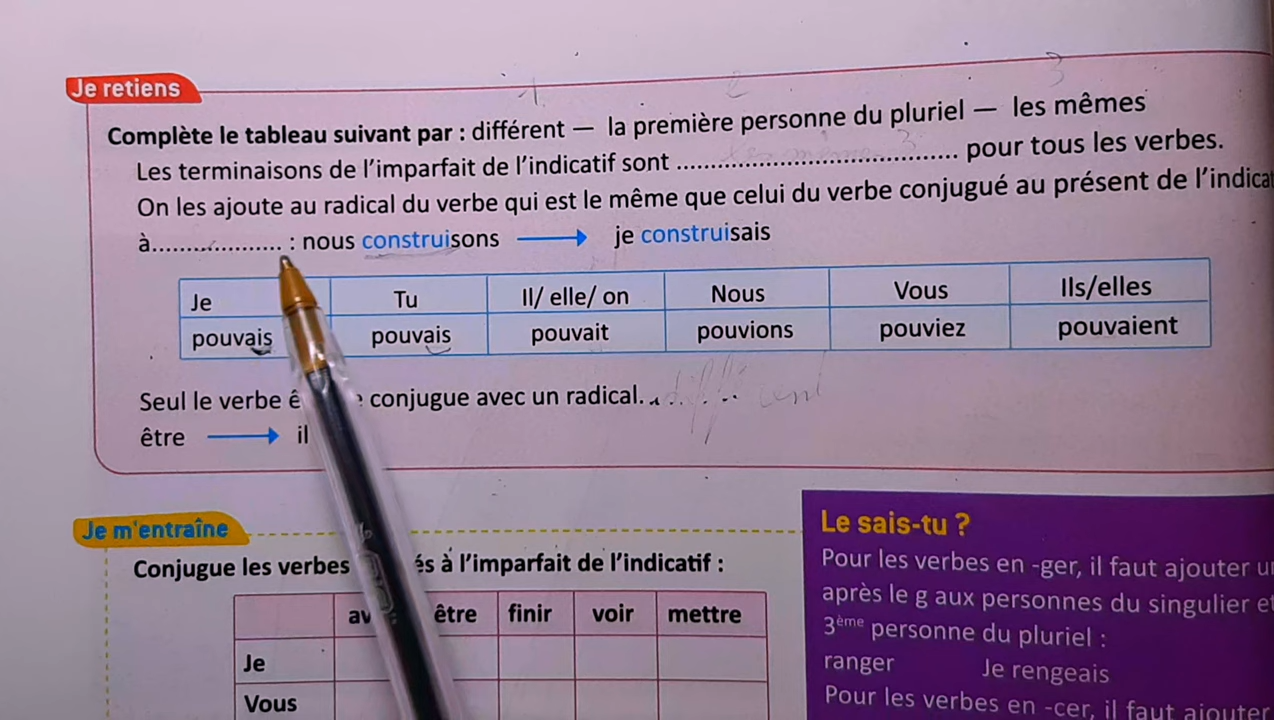 Je retiens
1 2 3
Complète le tableau suivant par : différent — la première personne du pluriel — les mêmes
Les terminaisons de l'imparfait de l'indicatif sont ........................................ pour tous les verbes.
On les ajoute au radical du verbe qui est le même que celui du verbe conjugué au présent de l'indica
à.................... : nous construisons → je construisais
Je Tu Il/ elle/ on Nous Vous Ils/elles
pouvais pouvais pouvait pouvions pouviez pouvaient
Seul le verbe conjugue avec un radical. différent
être → il
Je m'entraîne
Conjugue les verbes és à l'imparfait de l'indicatif :
av être finir voir mettre
Je
Vous
Le sais-tu ?
Pour les verbes en -ger, il faut ajouter u
après le g aux personnes du singulier et
3ème personne du pluriel :
ranger Je rengeais
Pour les verbes en -cer, il faut ajouter